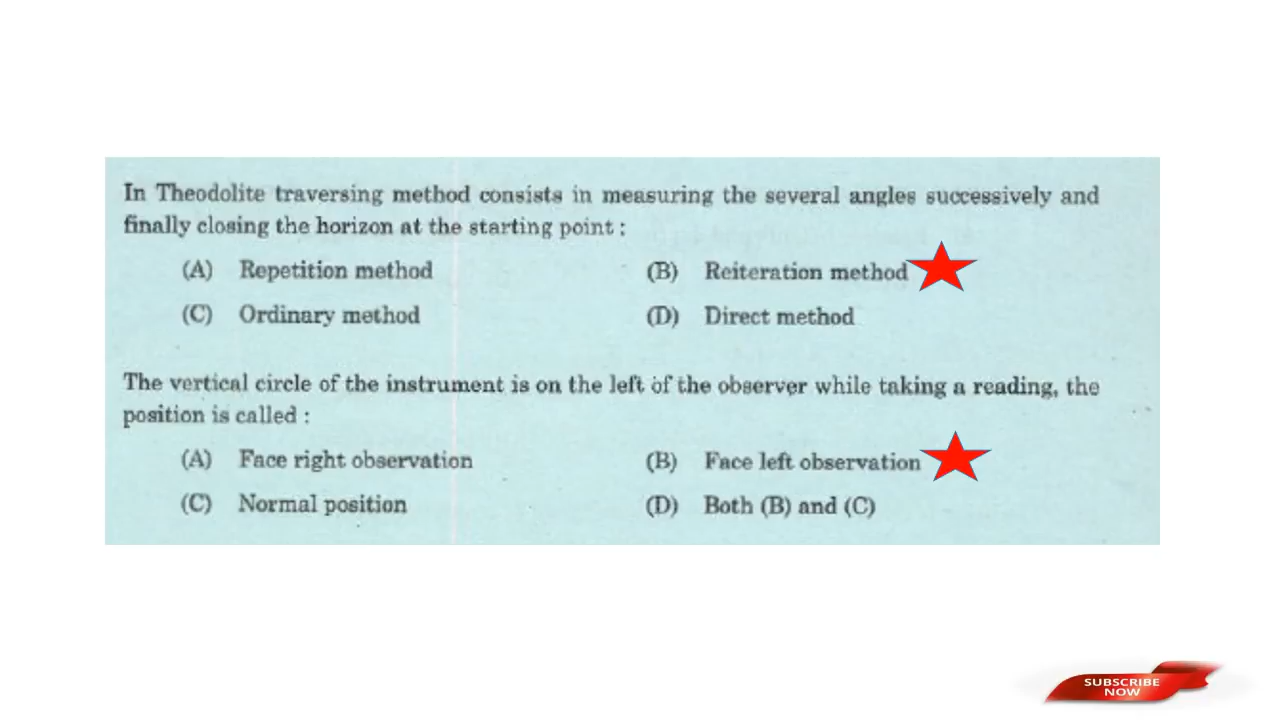 In Theodolite traversing method consists in measuring the several angles successively and
finally closing the horizon at the starting point :
(A) Repetition method (B) Reiteration method
(C) Ordinary method (D) Direct method
The vertical circle of the instrument is on the left of the observer while taking a reading, the
position is called :
(A) Face right observation (B) Face left observation
(C) Normal position (D) Both (B) and (C)
SUBSCRIBE
NOW